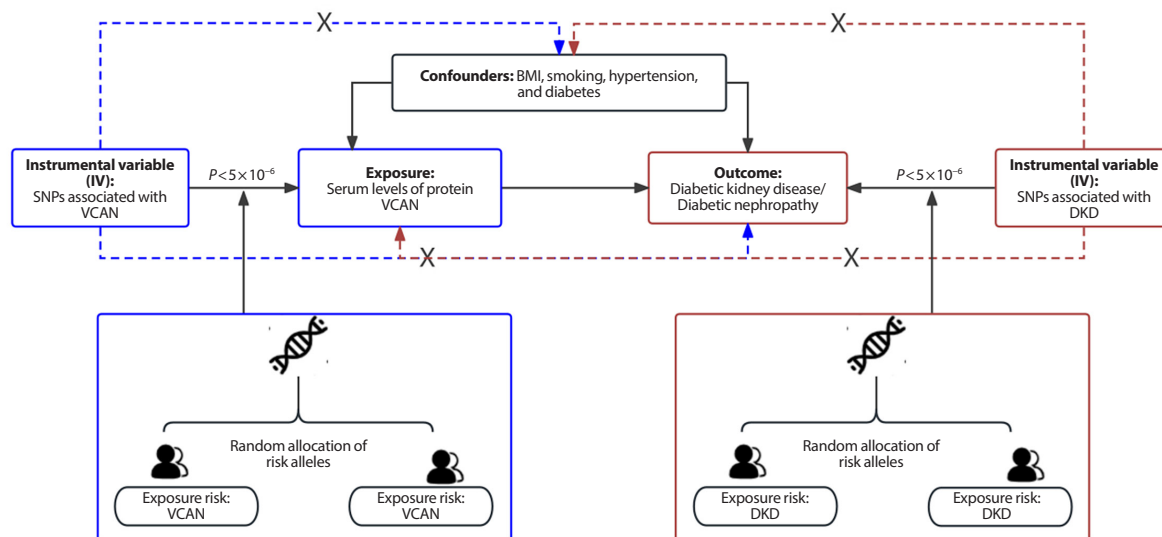 X
X
Confounders: BMI, smoking, hypertension,
and diabetes
Instrumental variable
(IV):
SNPs associated with
VCAN
P<5×10⁻⁶
Exposure:
Serum levels of protein
VCAN
Outcome:
Diabetic kidney disease/
Diabetic nephropathy
P<5×10⁻⁶
Instrumental variable
(IV):
SNPs associated with
DKD
X
X
Random allocation of
risk alleles
Exposure risk:
VCAN
Exposure risk:
VCAN
Random allocation of
risk alleles
Exposure risk:
DKD
Exposure risk:
DKD